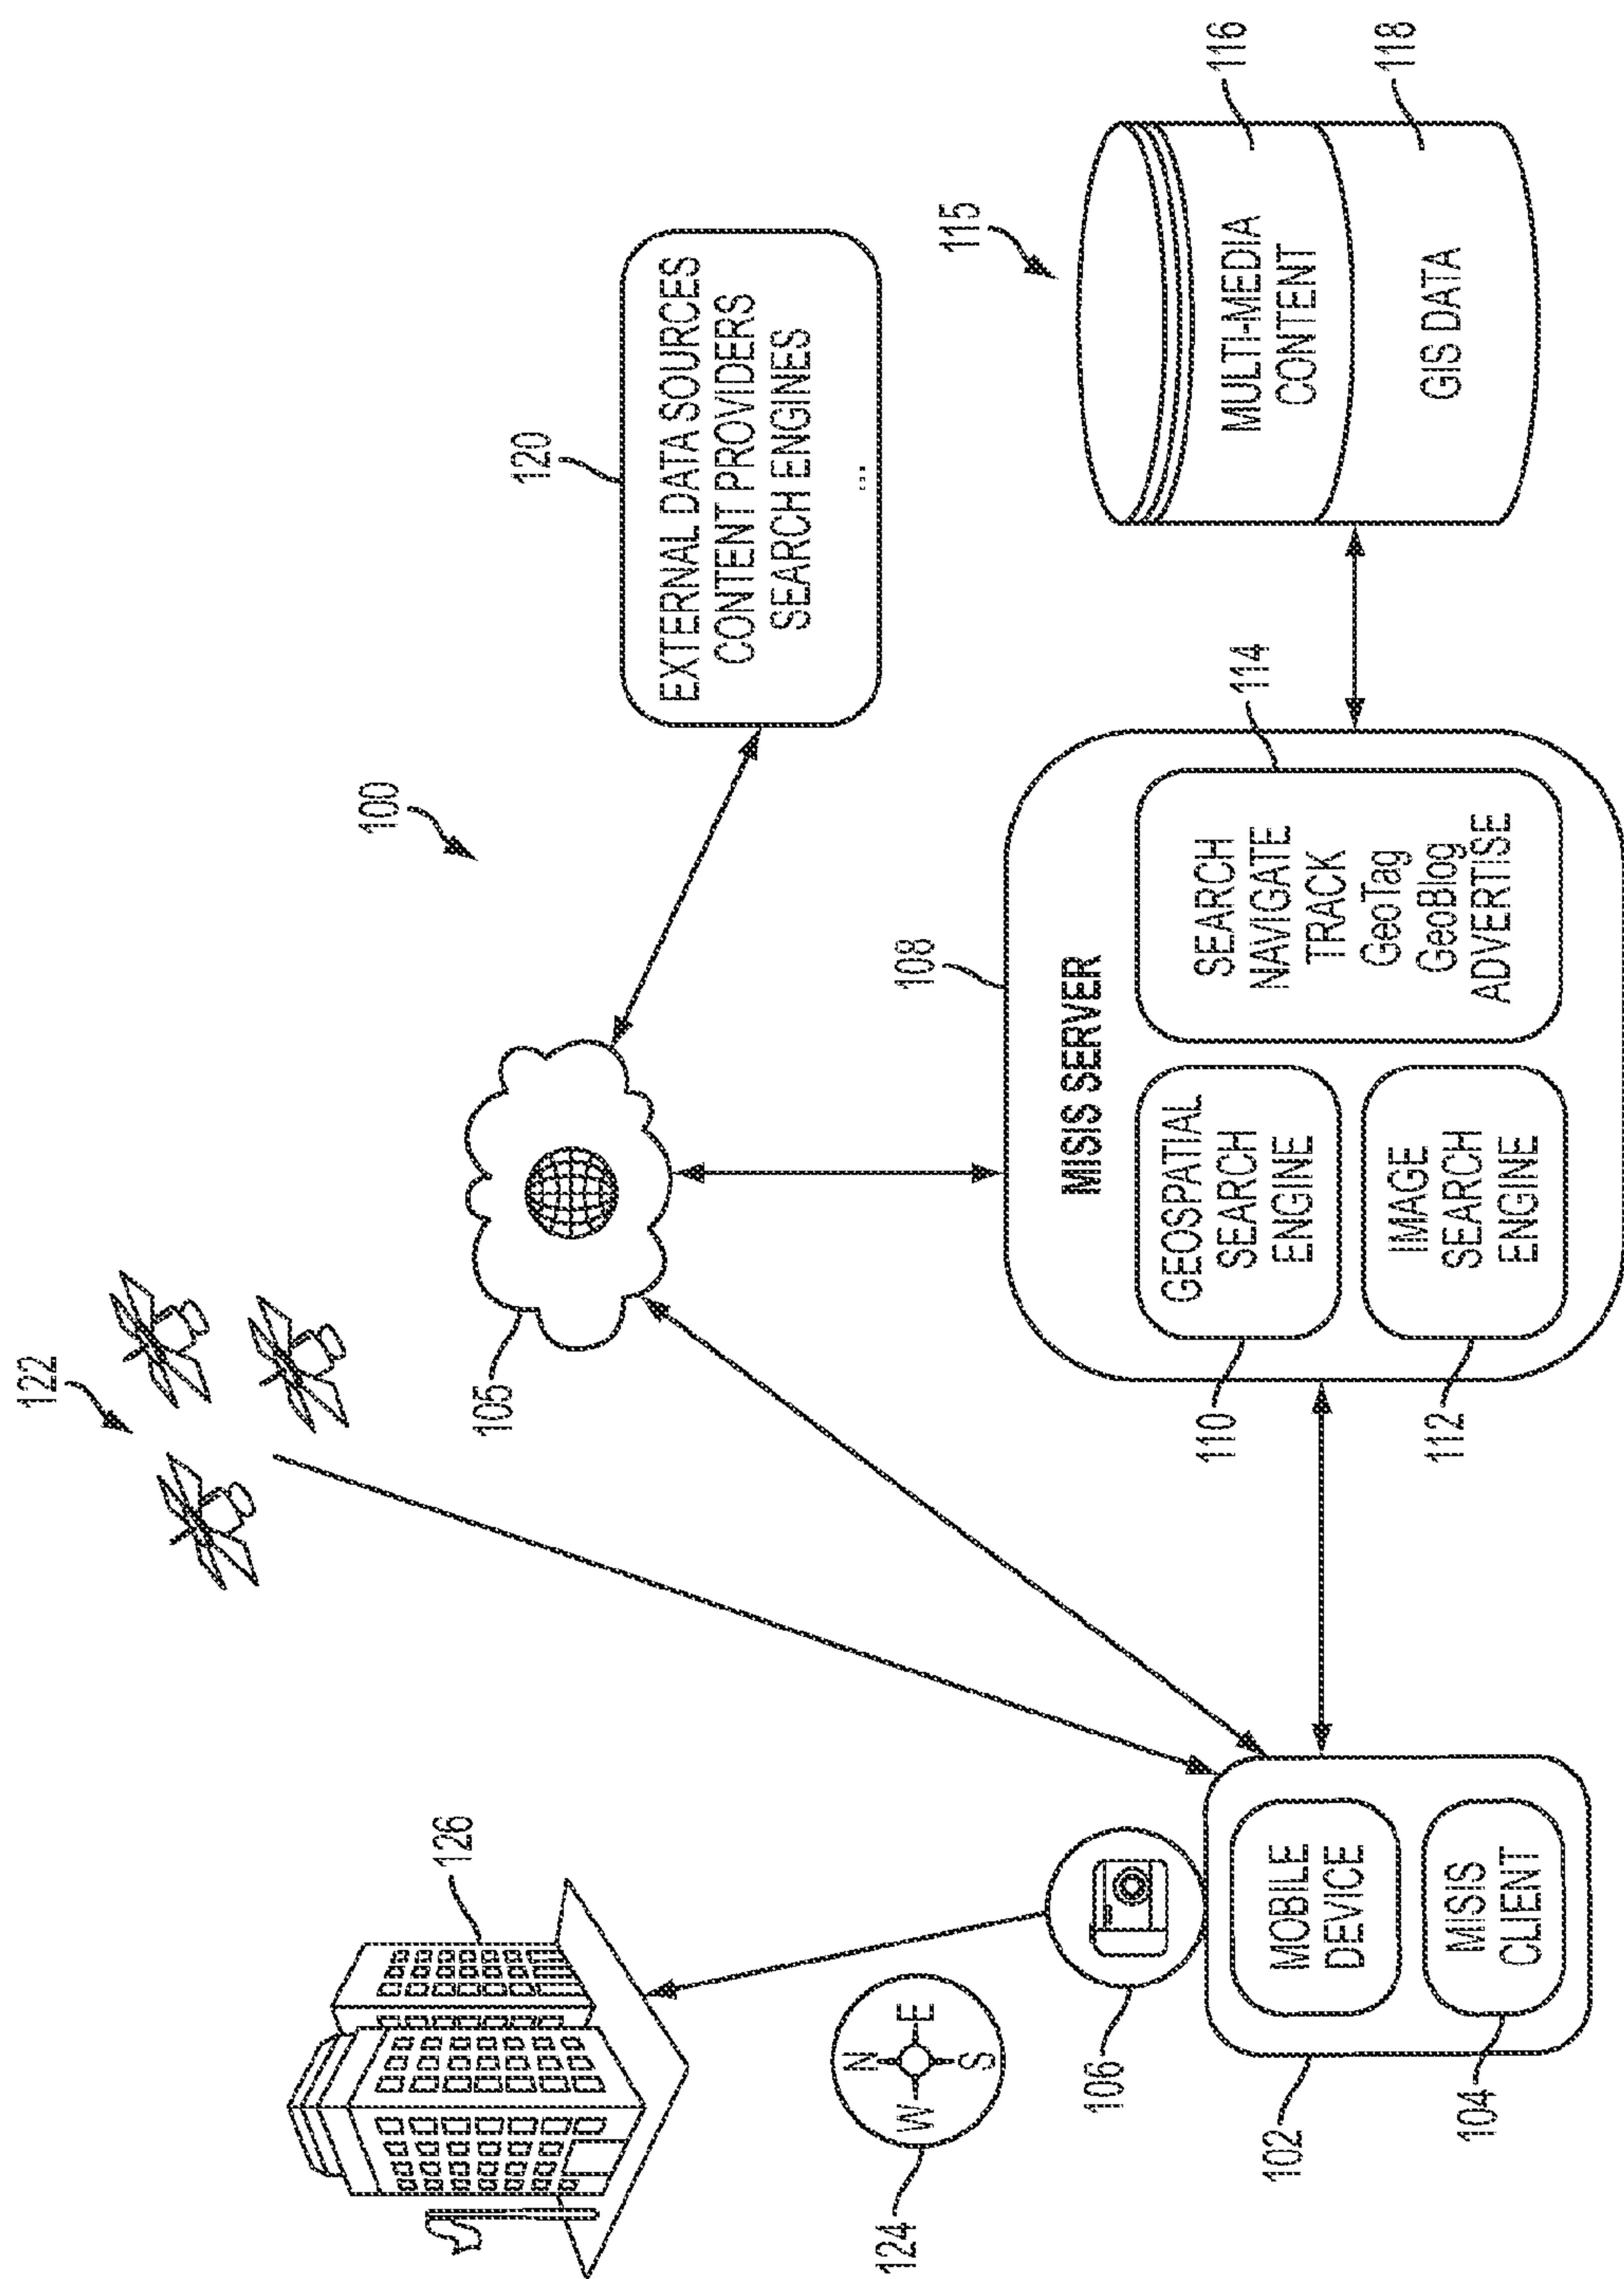 122
126
100
120
EXTERNAL DATA SOURCES
CONTENT PROVIDERS
SEARCH ENGINES
...
105
124
N
W
E
S
106
102
MOBILE
DEVICE
104
MISIS
CLIENT
108
MISIS SERVER
110
GEOSPATIAL
SEARCH
ENGINE
112
IMAGE
SEARCH
ENGINE
114
SEARCH
NAVIGATE
TRACK
GeoTag
GeoBlog
ADVERTISE
115
116
MULTI-MEDIA
CONTENT
118
GIS DATA